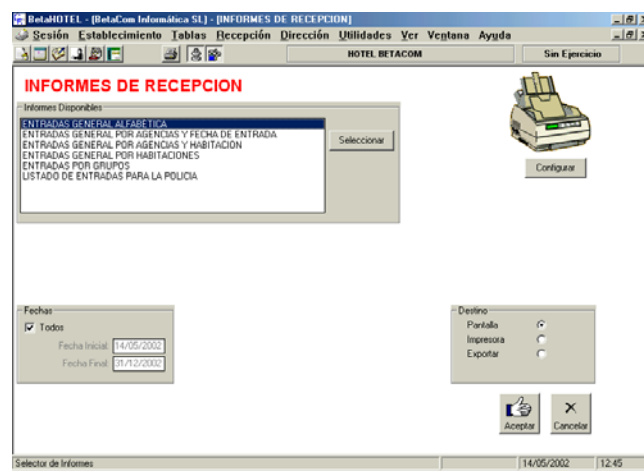 BetaHOTEL - (BetaCom Informática SL) - [INFORMES DE RECEPCION]
Sesión Establecimiento Tablas Recepción Dirección Utilidades Ver Ventana Ayuda
HOTEL BETACOM Sin Ejercicio
INFORMES DE RECEPCION
Informes Disponibles
ENTRADAS GENERAL ALFABETICA
ENTRADAS GENERAL POR AGENCIAS Y FECHA DE ENTRADA
ENTRADAS GENERAL POR AGENCIAS Y HABITACION
ENTRADAS GENERAL POR HABITACIONES
ENTRADAS POR GRUPOS
LISTADO DE ENTRADAS PARA LA POLICIA
Seleccionar
Configurar
Fechas
Todos
Fecha Inicial: 14/05/2002
Fecha Final: 31/12/2002
Destino
Pantalla
Impresora
Exportar
Aceptar Cancelar
Selector de Informes 14/05/2002 12:45